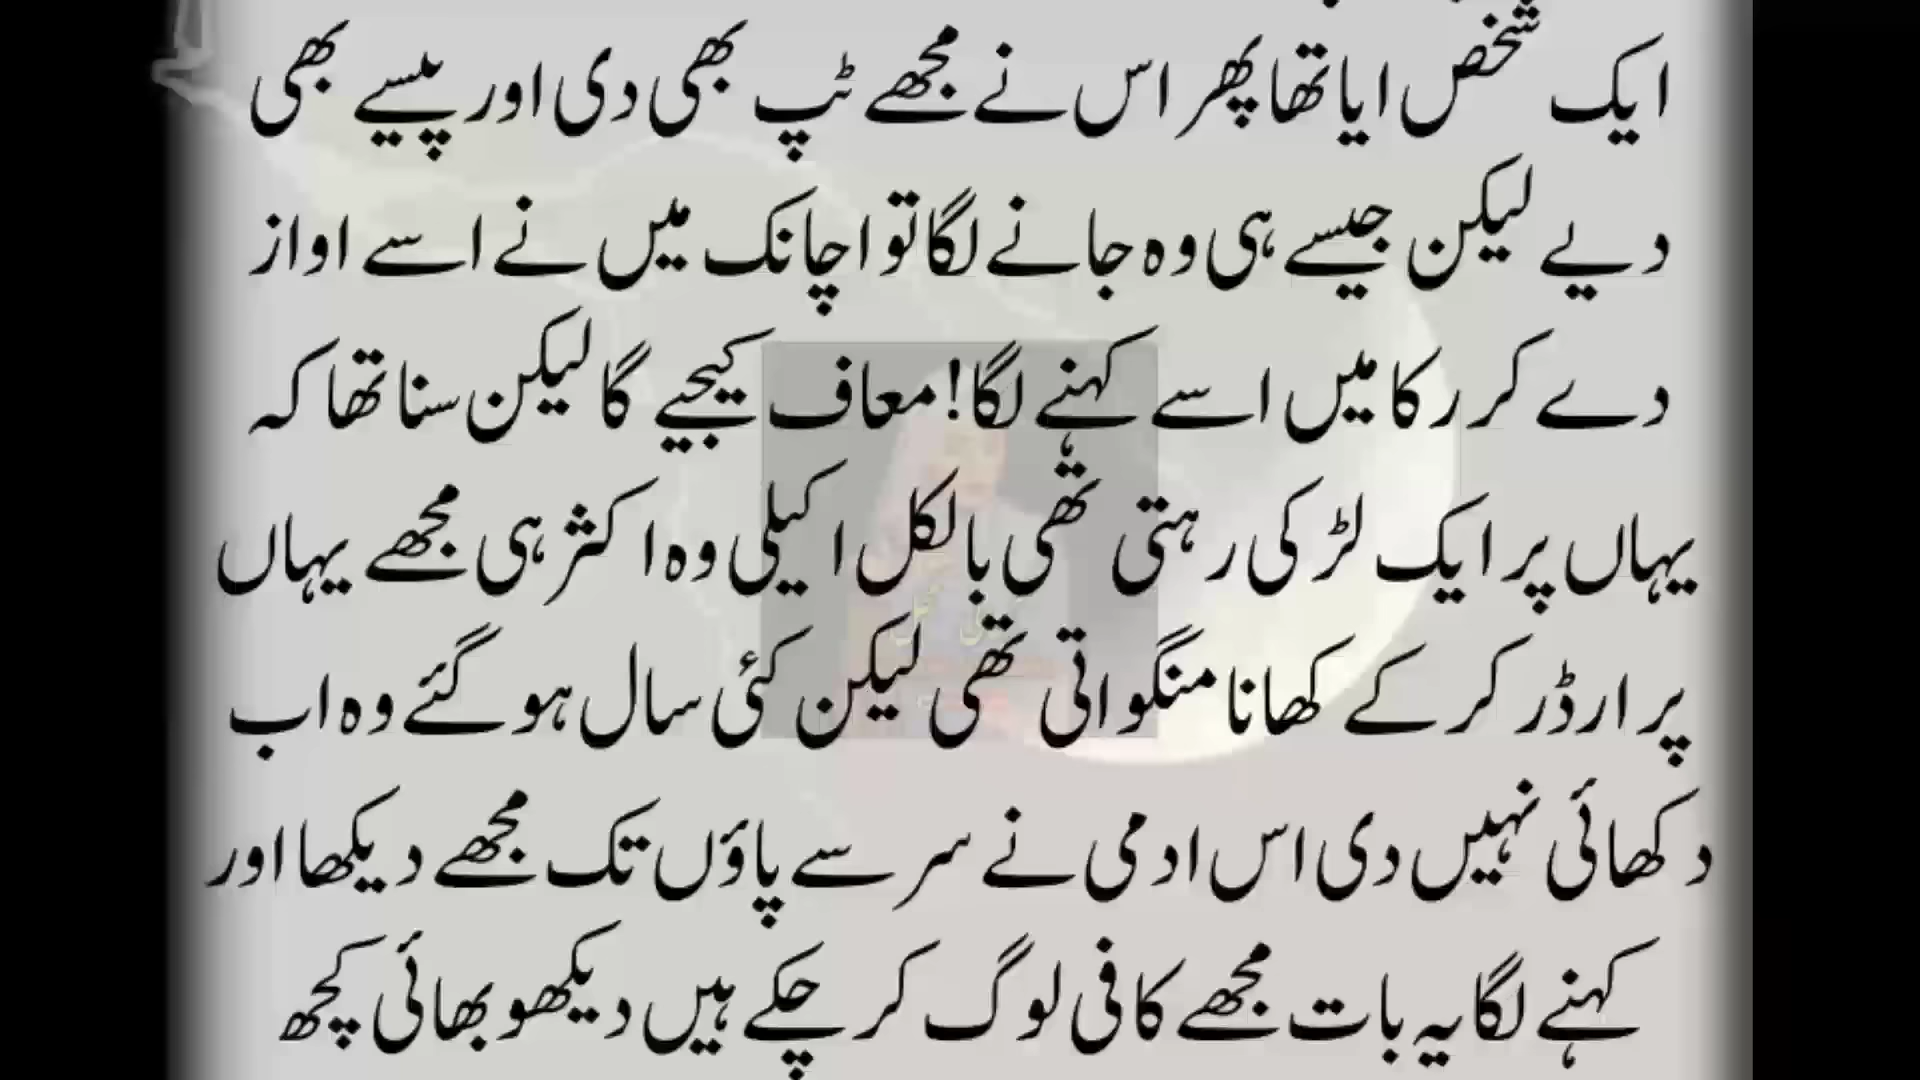 ایک شخص ایا تھا پھر اس نے مجھے ٹپ بھی دی اور پیسے بھی
دیے لیکن جیسے ہی وہ جانے لگا تو اچانک میں نے اسے اواز
دے کر رکا میں اسے کہنے لگا! معاف کیجیے گا لیکن سنا تھا کہ
یہاں پر ایک لڑکی رہتی تھی بالکل اکیلی وہ اکثر ہی مجھے یہاں
پر ارڈر کر کے کھانا منگواتی تھی لیکن کئی سال ہو گئے وہ اب
دکھائی نہیں دی اس ادمی نے سر سے پاؤں تک مجھے دیکھا اور
کہنے لگا یہ بات مجھے کافی لوگ کر چکے ہیں دیکھو بھائی کچھ